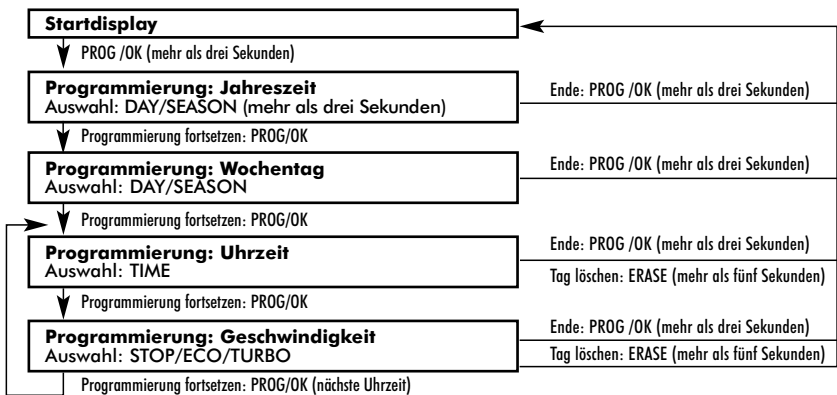 Startdisplay
PROG /OK (mehr als drei Sekunden)
Programmierung: Jahreszeit
Auswahl: DAY/SEASON (mehr als drei Sekunden)
Ende: PROG /OK (mehr als drei Sekunden)
Programmierung fortsetzen: PROG/OK
Programmierung: Wochentag
Auswahl: DAY/SEASON
Ende: PROG /OK (mehr als drei Sekunden)
Programmierung fortsetzen: PROG/OK
Programmierung: Uhrzeit
Auswahl: TIME
Ende: PROG /OK (mehr als drei Sekunden)
Tag löschen: ERASE (mehr als fünf Sekunden)
Programmierung fortsetzen: PROG/OK
Programmierung: Geschwindigkeit
Auswahl: STOP/ECO/TURBO
Ende: PROG /OK (mehr als drei Sekunden)
Tag löschen: ERASE (mehr als fünf Sekunden)
Programmierung fortsetzen: PROG/OK (nächste Uhrzeit)